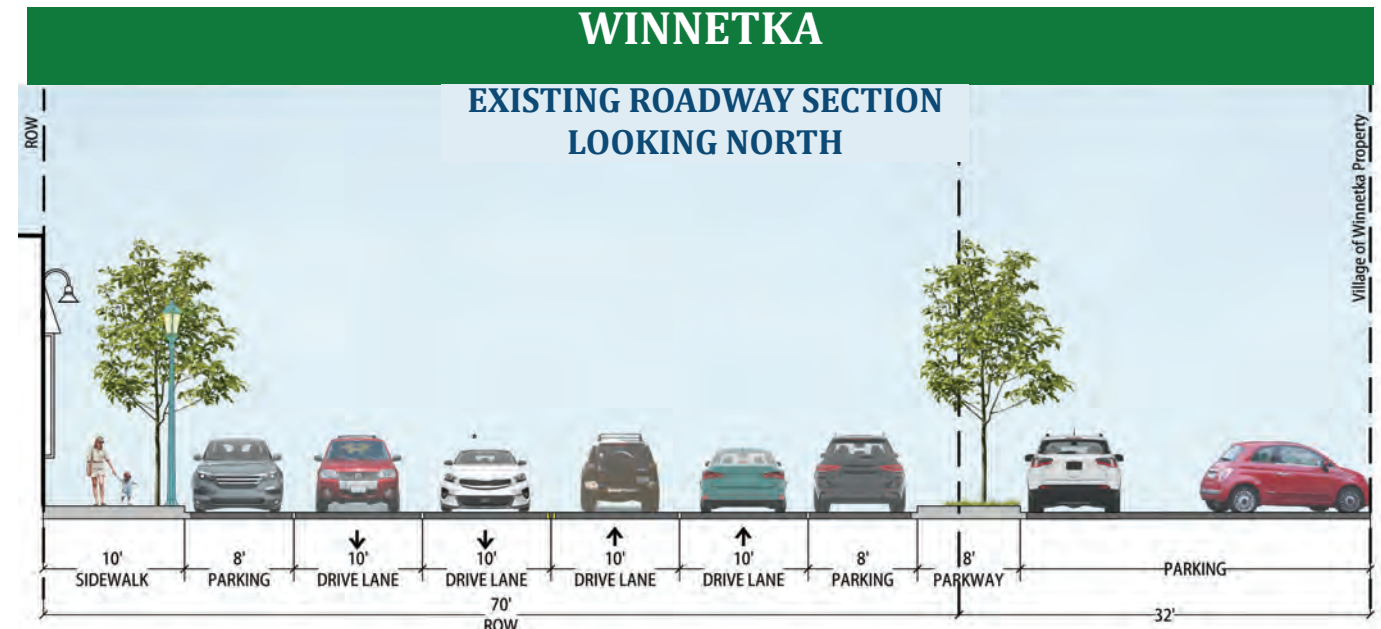 WINNETKA
EXISTING ROADWAY SECTION
LOOKING NORTH
ROW
Village of Winnetka Property
10'
SIDEWALK
8'
PARKING
10'
DRIVE LANE
10'
DRIVE LANE
10'
DRIVE LANE
10'
DRIVE LANE
8'
PARKING
8'
PARKWAY
PARKING
70'
ROW
32'